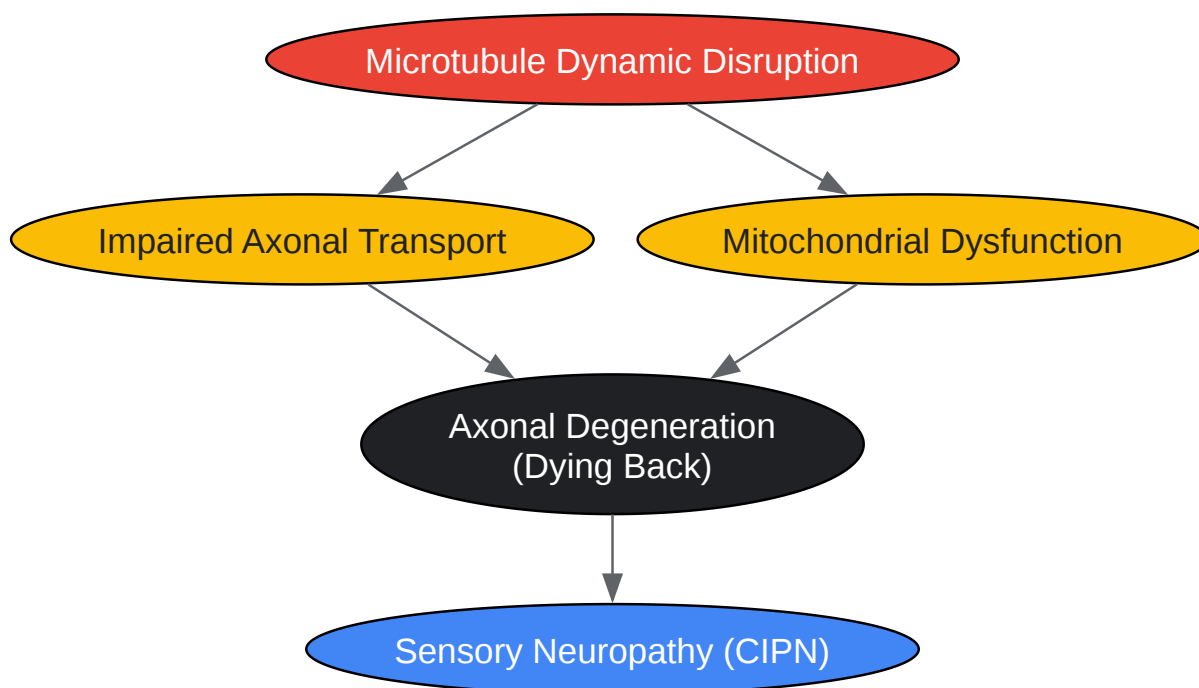 Microtubule Dynamic Disruption
Impaired Axonal Transport
Mitochondrial Dysfunction
Axonal Degeneration
(Dying Back)
Sensory Neuropathy (CIPN)